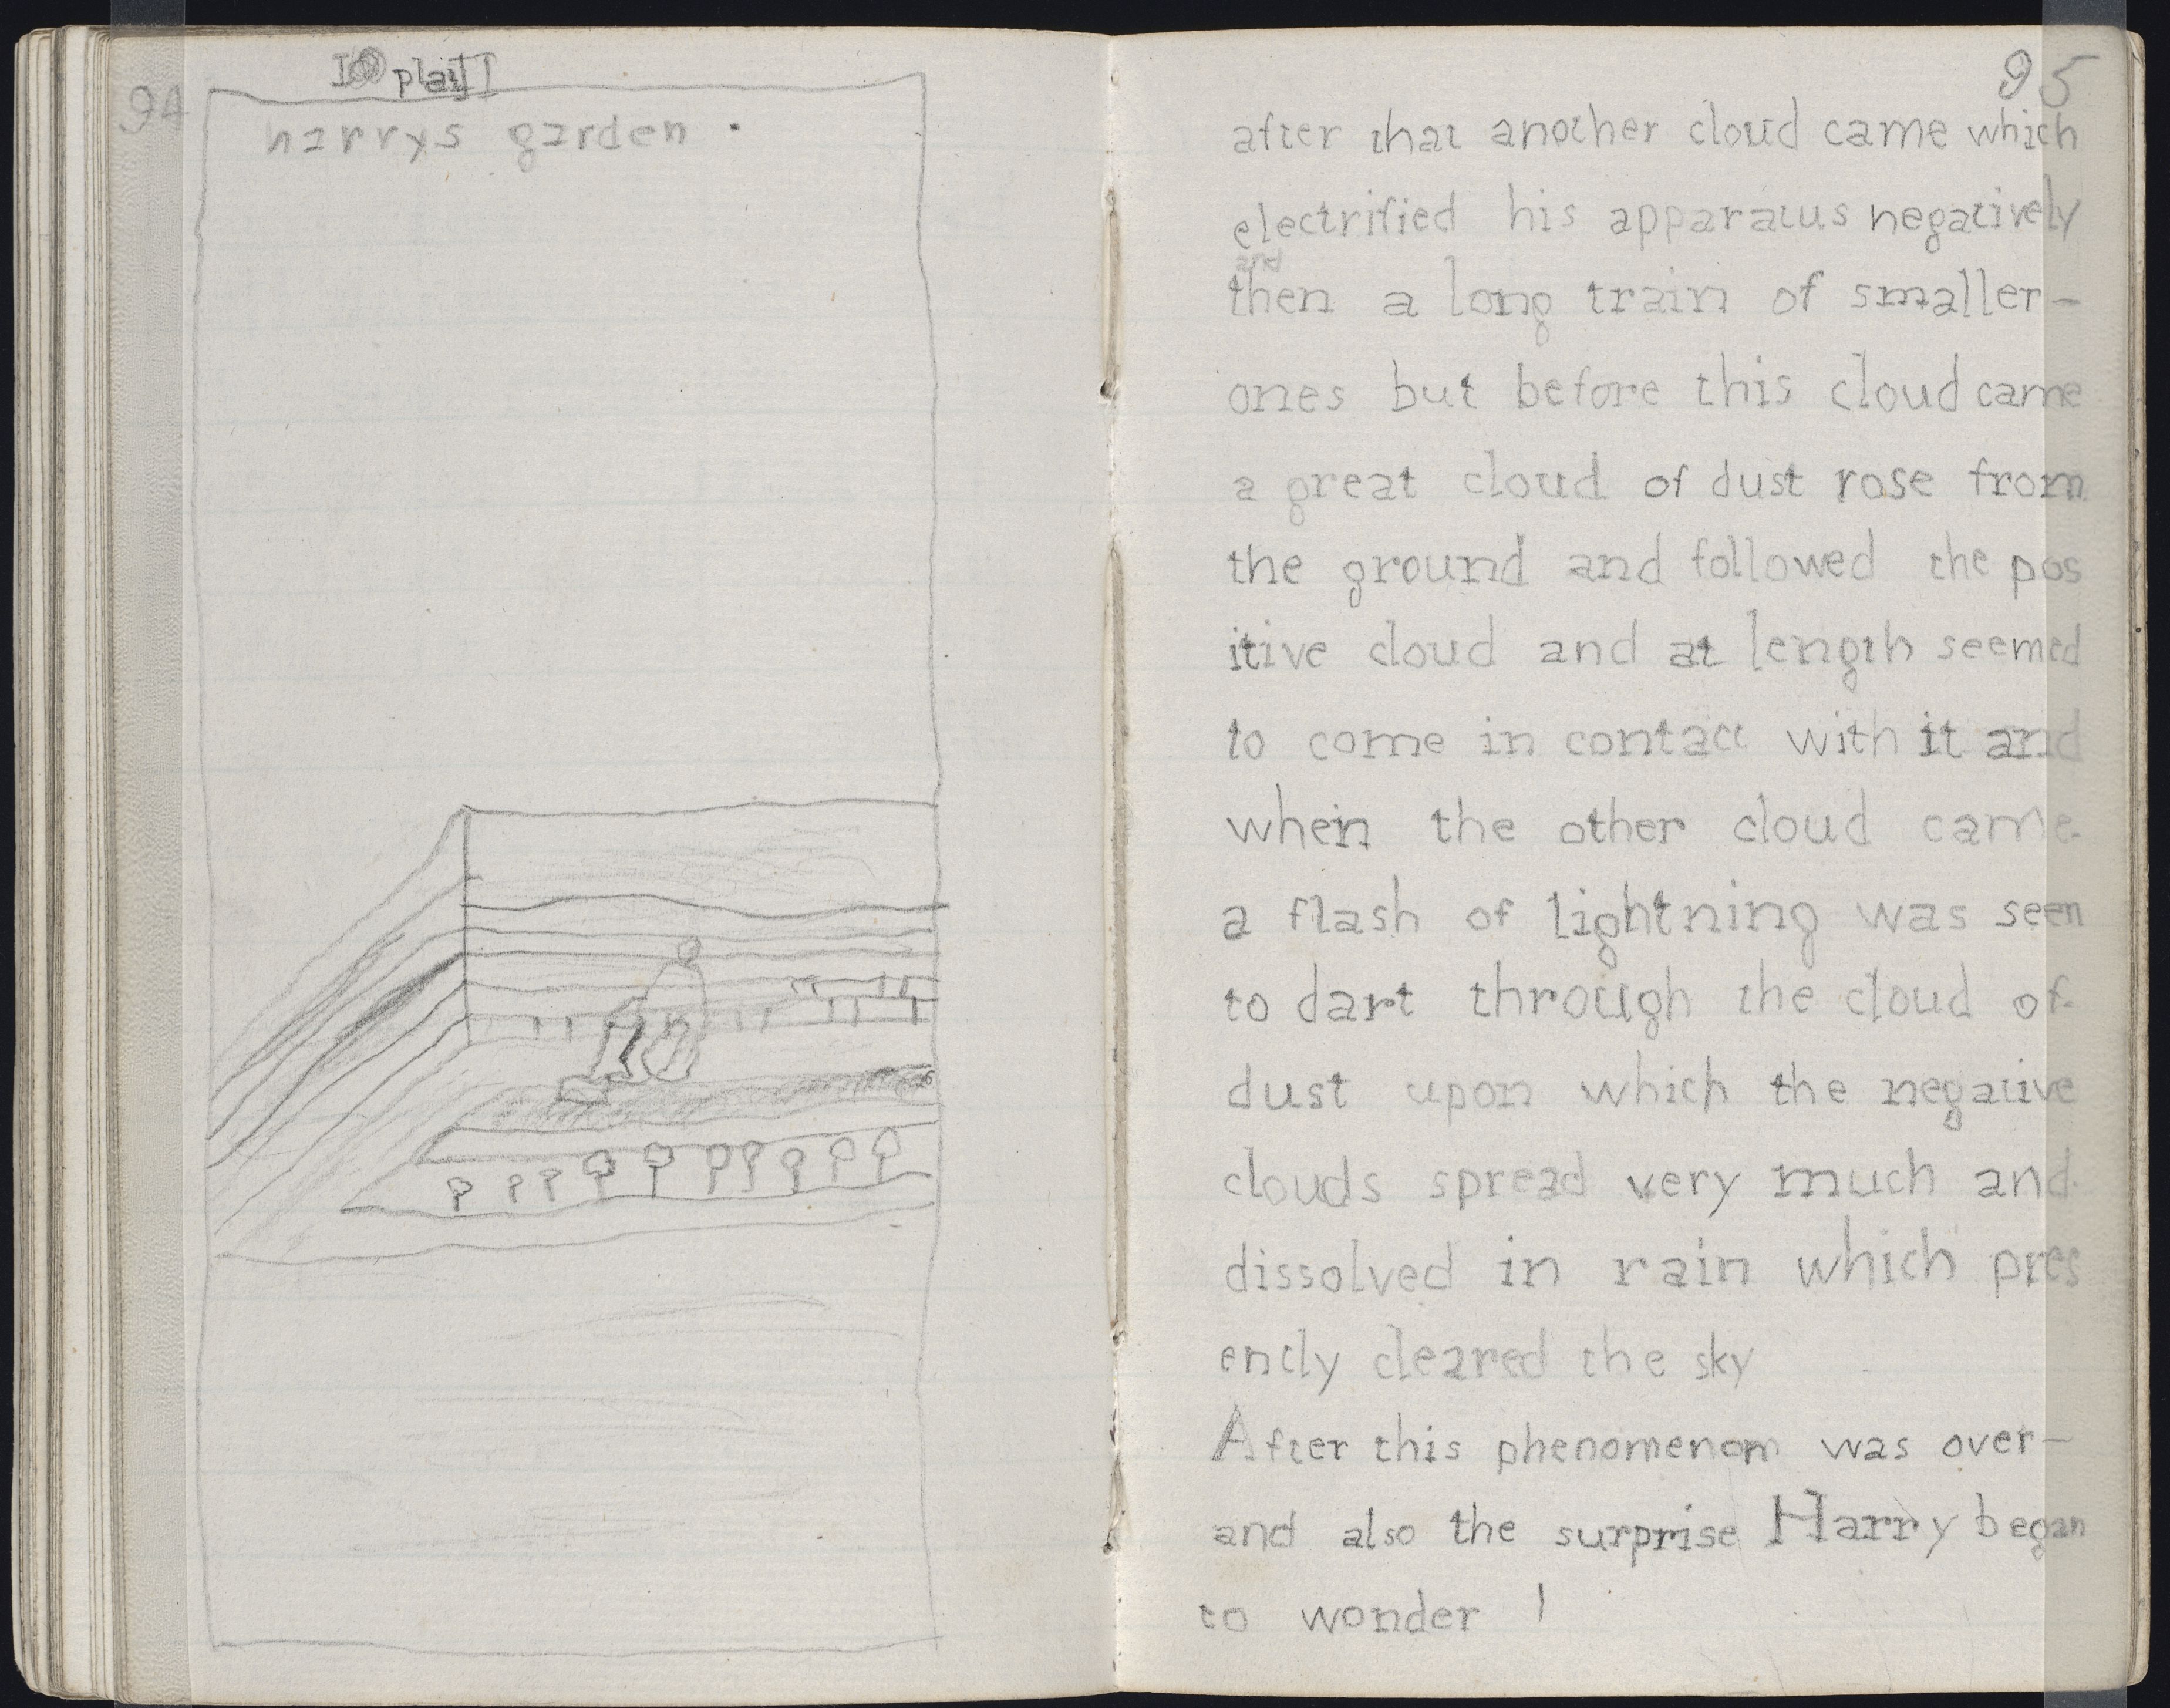 94
plat
harrys garden .
95
after that another cloud came which
electrified his apparatus negatively
and
then a long train of smaller-
ones but before this cloud came
a great cloud of dust rose from
the ground and followed the pos
itive cloud and at length seemed
to come in contact with it and
when the other cloud came
a flash of lightning was seen
to dart through the cloud of
dust upon which the negative
clouds spread very much and
dissolved in rain which pres
ently cleared the sky
After this phenomenom was over-
and also the surprise Harry began
to wonder !